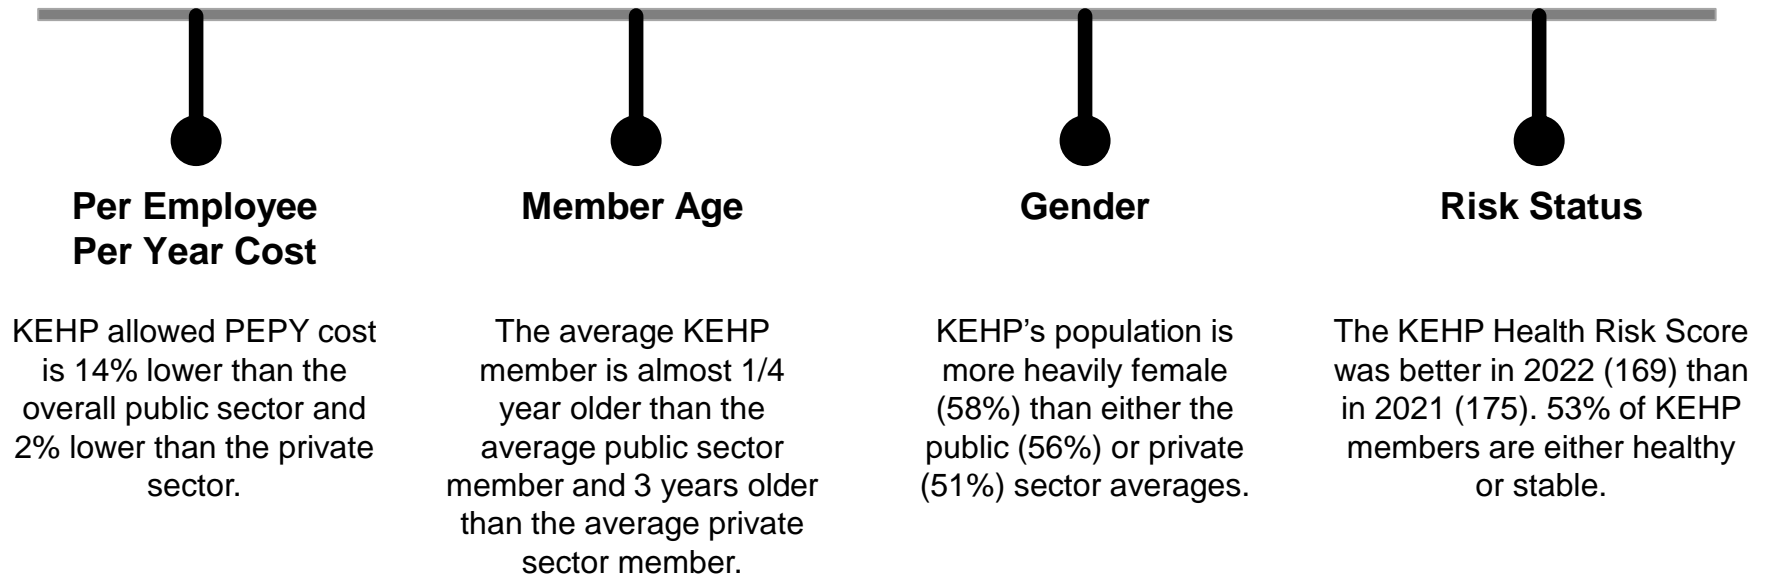 Per Employee
Per Year Cost
KEHP allowed PEPY cost
is 14% lower than the
overall public sector and
2% lower than the private
sector.
Member Age
The average KEHP
member is almost 1/4
year older than the
average public sector
member and 3 years older
than the average private
sector member.
Gender
KEHP’s population is
more heavily female
(58%) than either the
public (56%) or private
(51%) sector averages.
Risk Status
The KEHP Health Risk Score
was better in 2022 (169) than
in 2021 (175). 53% of KEHP
members are either healthy
or stable.